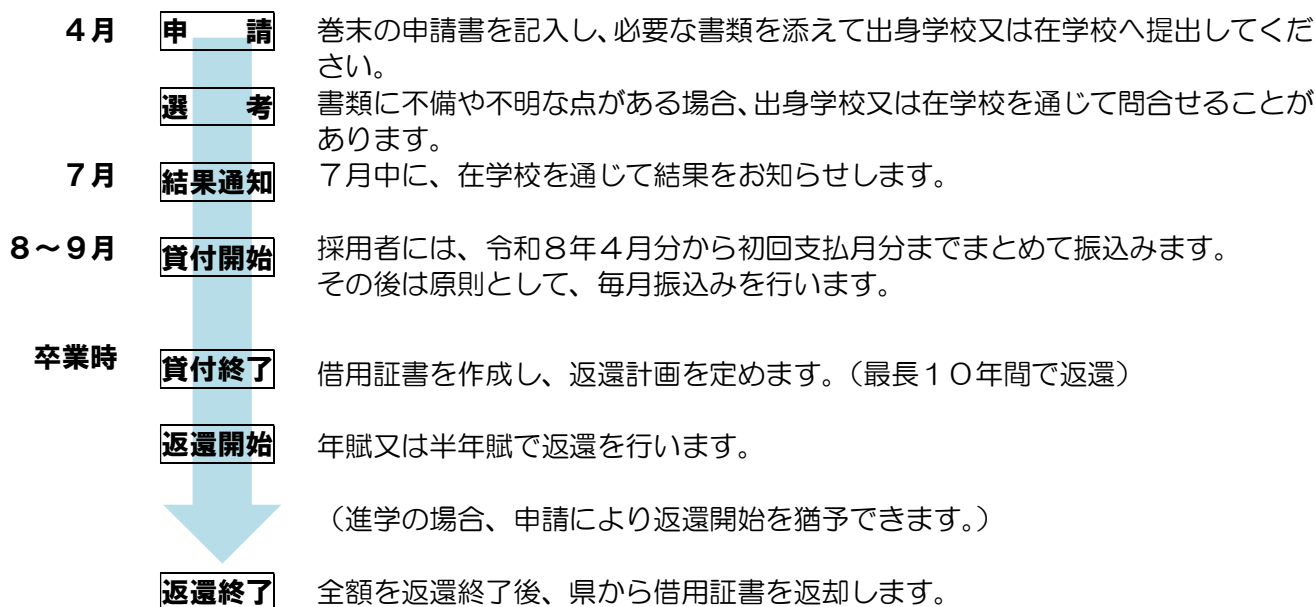 ４月 申　請 巻末の申請書を記入し、必要な書類を添えて出身学校又は在学校へ提出してくだ
さい。
選　考 書類に不備や不明な点がある場合、出身学校又は在学校を通じて問合せることが
あります。
７月 結果通知 ７月中に、在学校を通じて結果をお知らせします。
８～９月 貸付開始 採用者には、令和８年４月分から初回支払月分までまとめて振込みます。
その後は原則として、毎月振込みを行います。
卒業時 貸付終了 借用証書を作成し、返還計画を定めます。（最長１０年間で返還）
返還開始 年賦又は半年賦で返還を行います。
（進学の場合、申請により返還開始を猶予できます。）
返還終了 全額を返還終了後、県から借用証書を返却します。